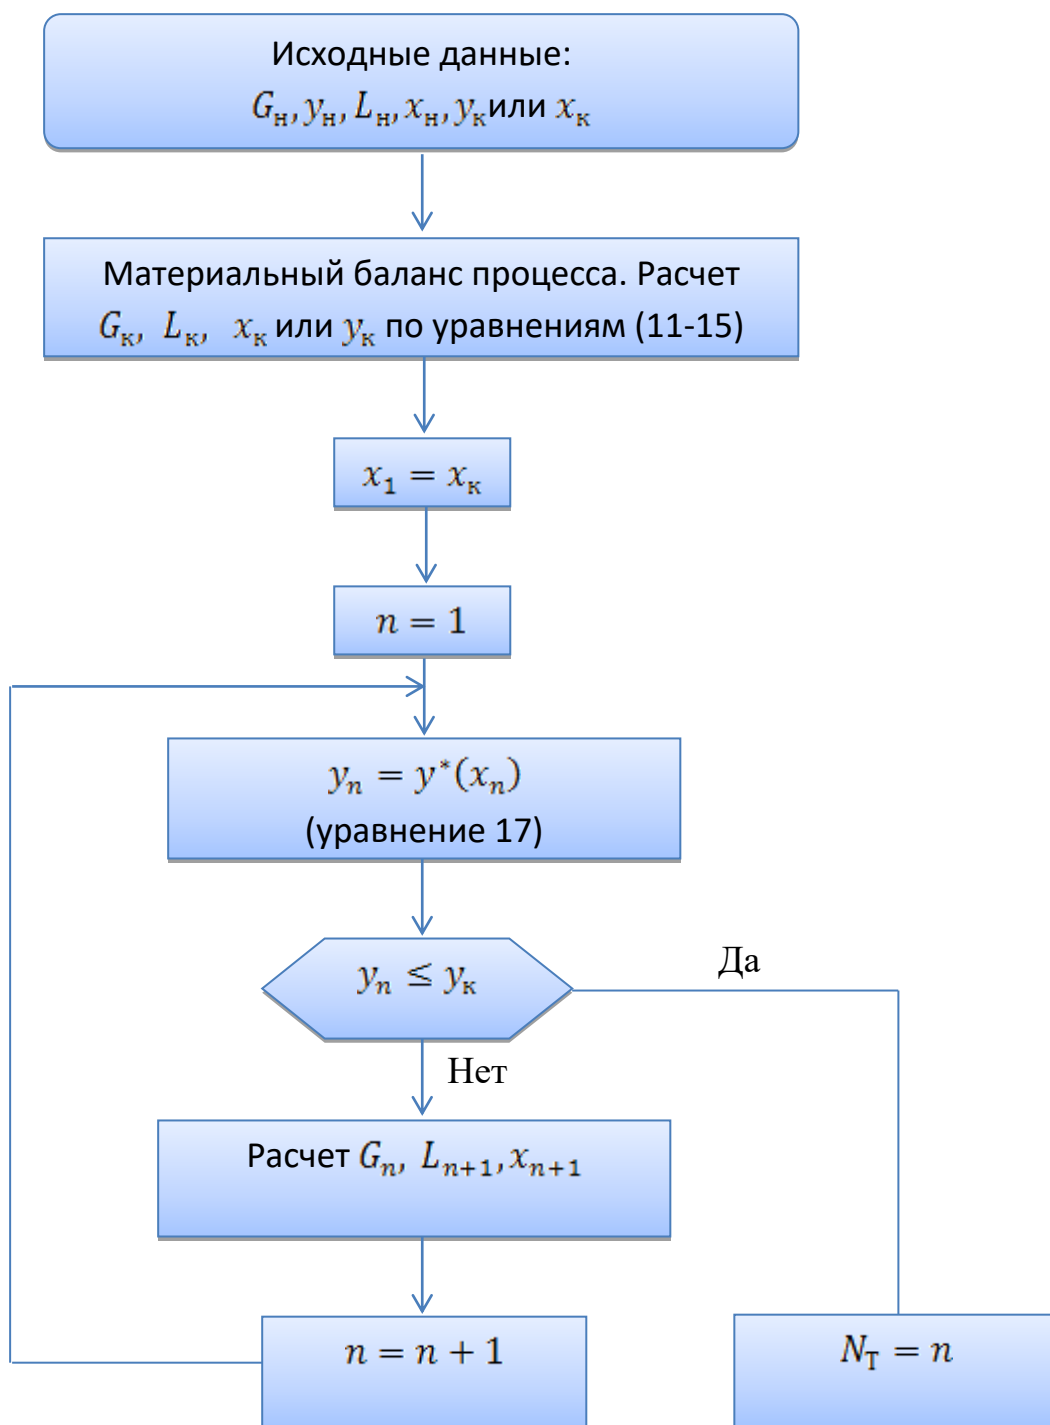 Исходные данные:
Gн, yн, Lн, xн, yк или xк
Материальный баланс процесса. Расчет
Gк, Lк, xк или yк по уравнениям (11-15)
x₁ = xк
n = 1
yₙ = y*(xₙ)
(уравнение 17)
yₙ ≤ yк
Да
Нет
Расчет Gₙ, Lₙ₊₁, xₙ₊₁
n = n + 1
Nт = n